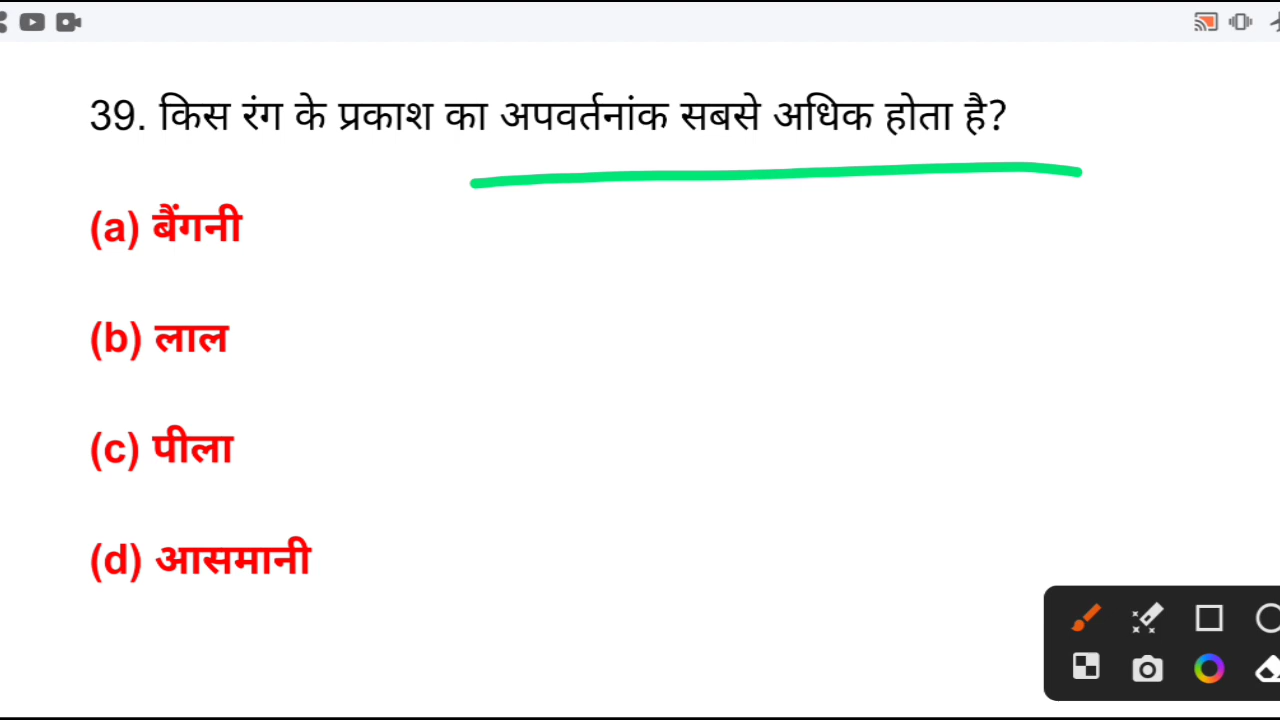 39. किस रंग के प्रकाश का अपवर्तनांक सबसे अधिक होता है?
(a) बैंगनी
(b) लाल
(c) पीला
(d) आसमानी